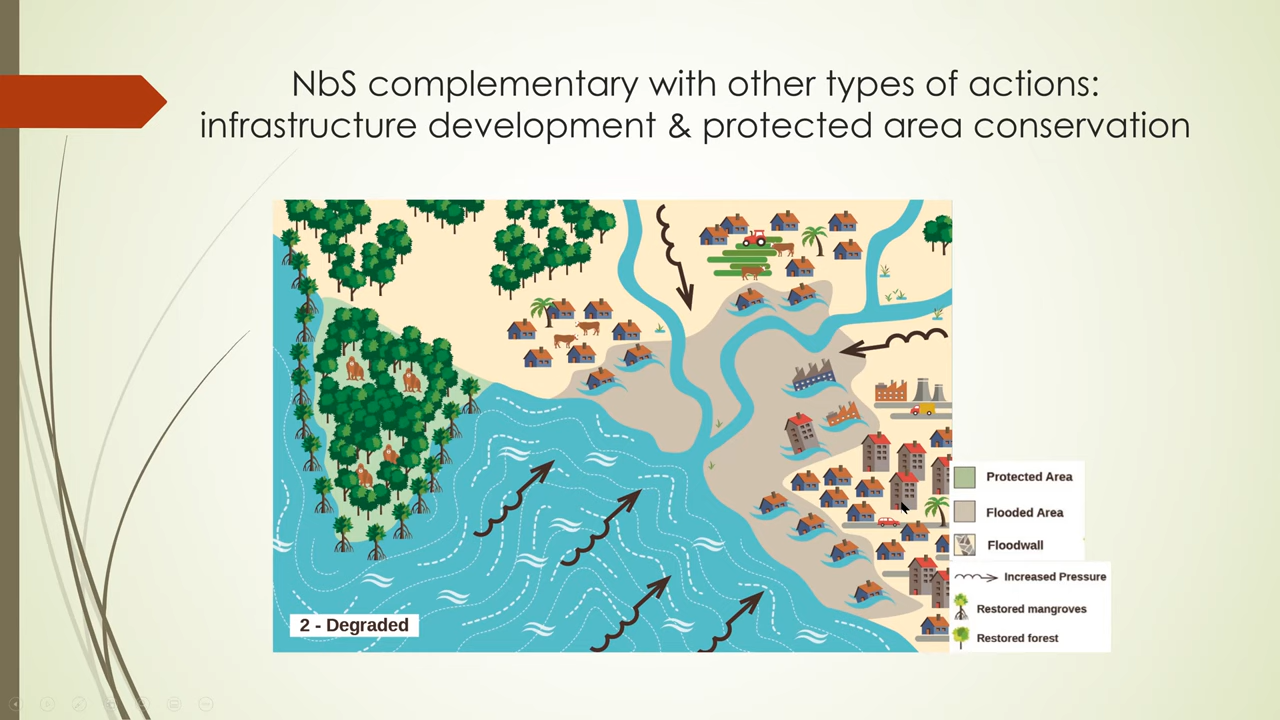 NbS complementary with other types of actions:
infrastructure development & protected area conservation
Protected Area
Flooded Area
Floodwall
Increased Pressure
Restored mangroves
Restored forest
2 - Degraded